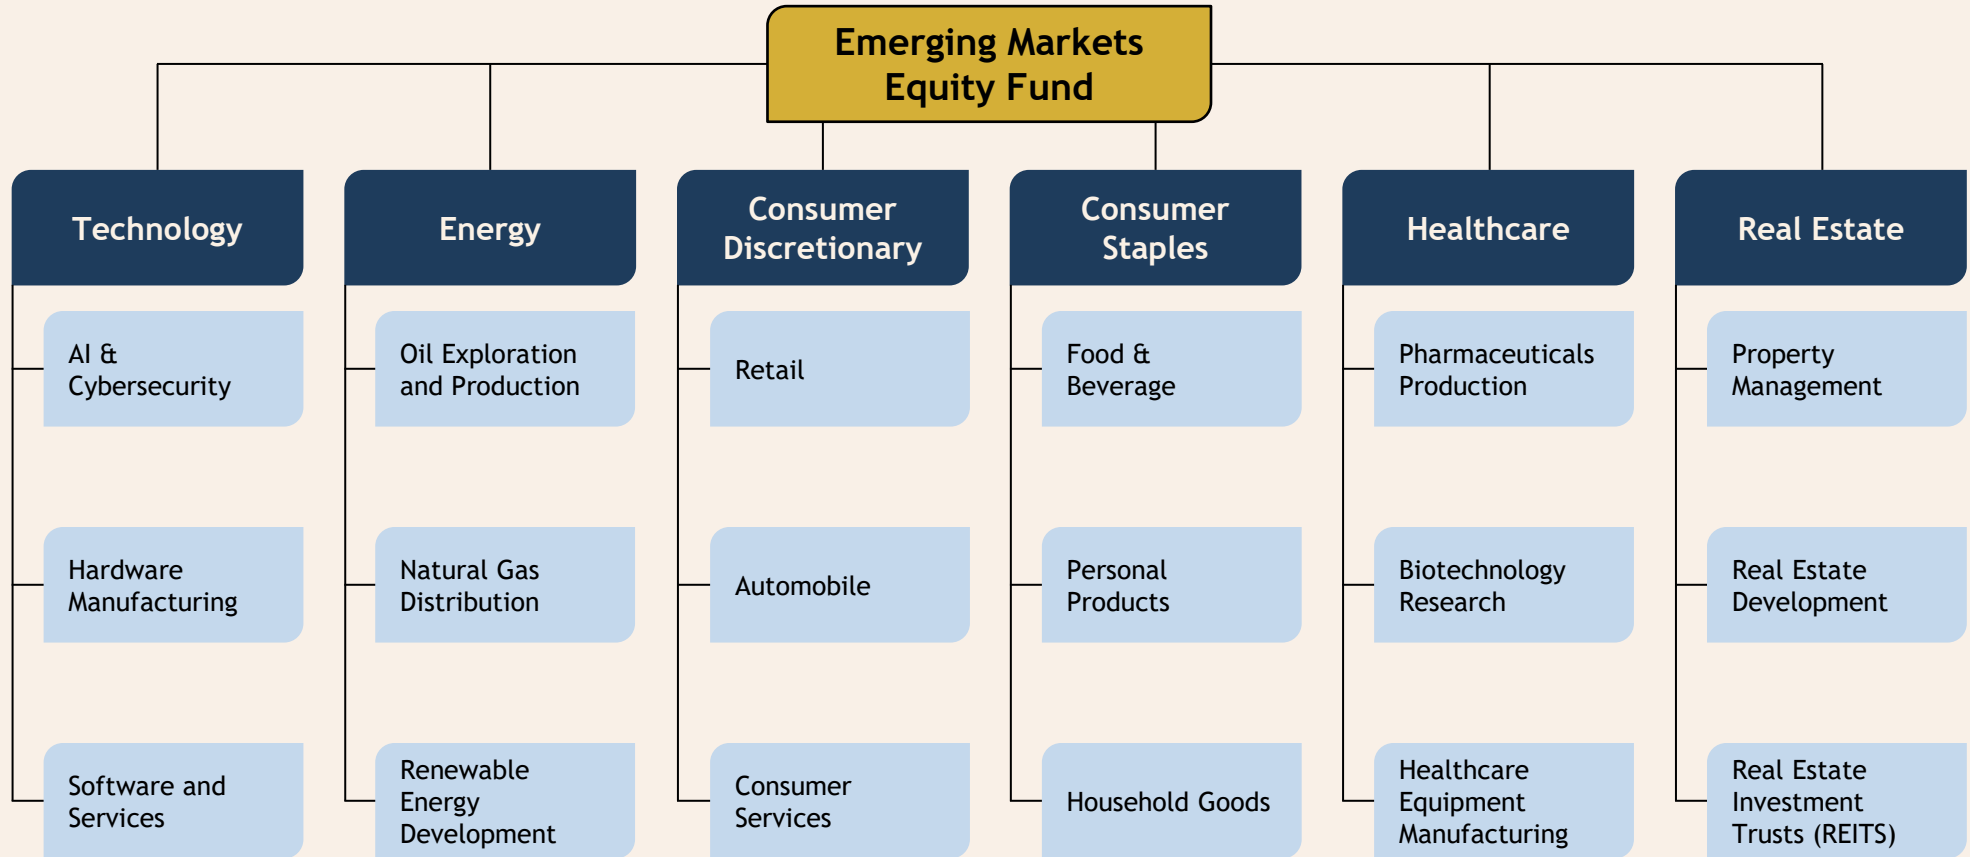 Emerging Markets
Equity Fund
Technology
Energy
Consumer
Discretionary
Consumer
Staples
Healthcare
Real Estate
AI &
Cybersecurity
Oil Exploration
and Production
Retail
Food &
Beverage
Pharmaceuticals
Production
Property
Management
Hardware
Manufacturing
Natural Gas
Distribution
Automobile
Personal
Products
Biotechnology
Research
Real Estate
Development
Software and
Services
Renewable
Energy
Development
Consumer
Services
Household Goods
Healthcare
Equipment
Manufacturing
Real Estate
Investment
Trusts (REITS)